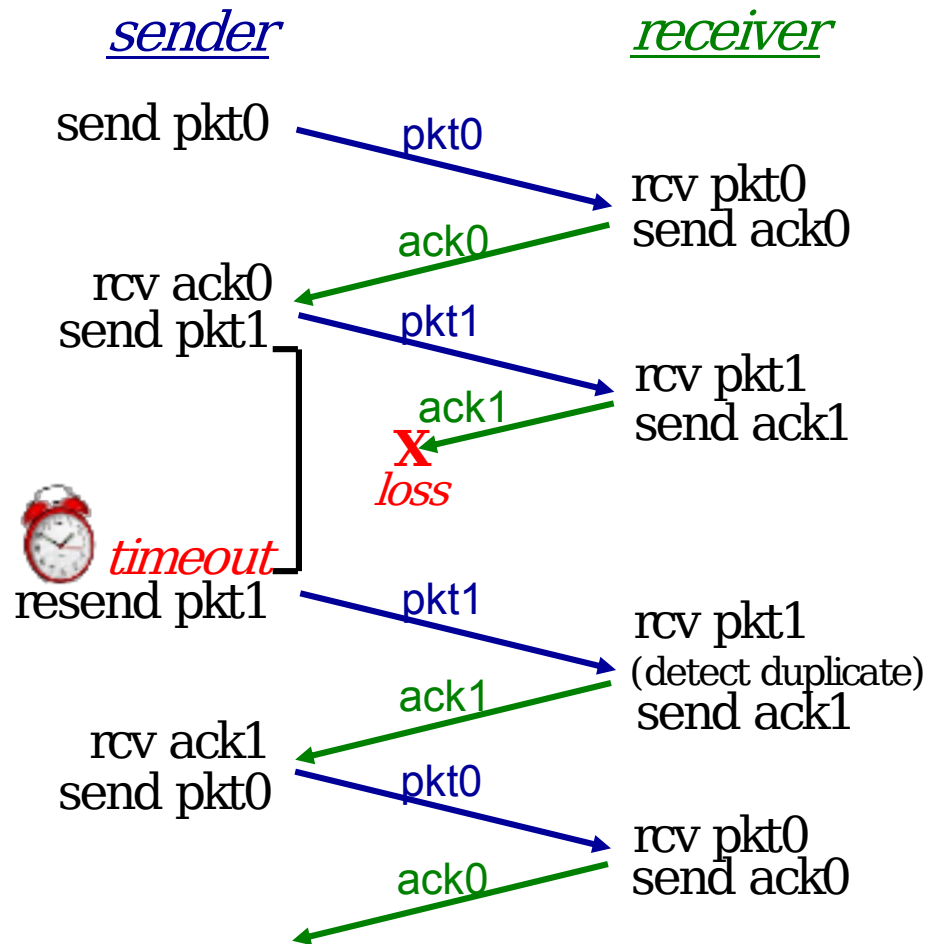 sender
receiver
send pkt0
pkt0
rcv pkt0
send ack0
ack0
rcv ack0
send pkt1
pkt1
rcv pkt1
send ack1
ack1
X
loss
timeout
resend pkt1
pkt1
rcv pkt1
(detect duplicate)
send ack1
ack1
rcv ack1
send pkt0
pkt0
rcv pkt0
send ack0
ack0